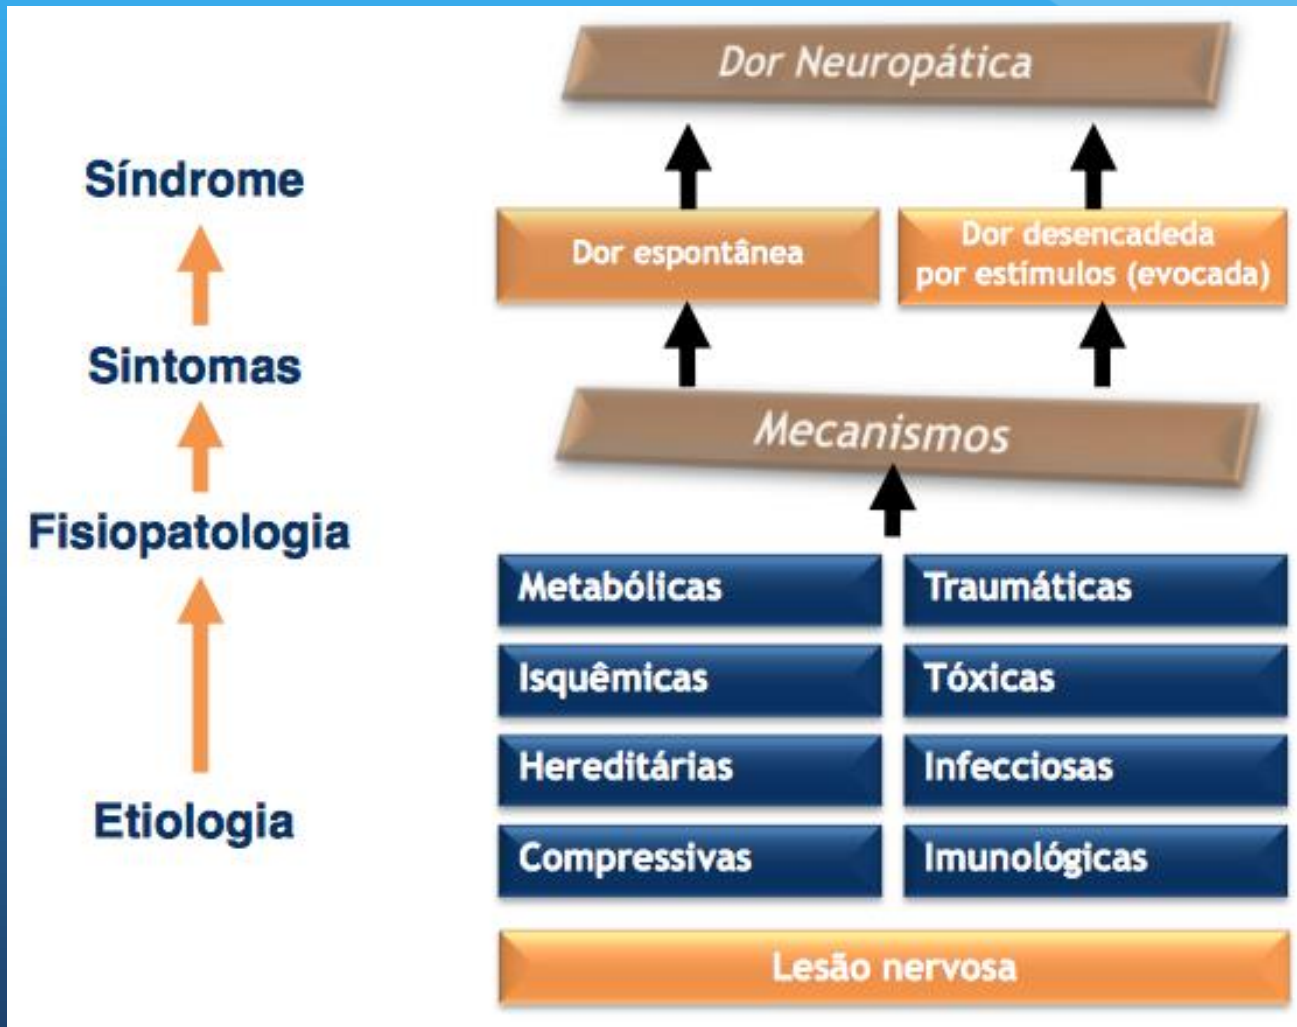 Dor Neuropática
Síndrome
Dor espontânea
Dor desencadeda
por estímulos (evocada)
Sintomas
Mecanismos
Fisiopatologia
Metabólicas
Traumáticas
Isquêmicas
Tóxicas
Hereditárias
Infecciosas
Etiologia
Compressivas
Imunológicas
Lesão nervosa